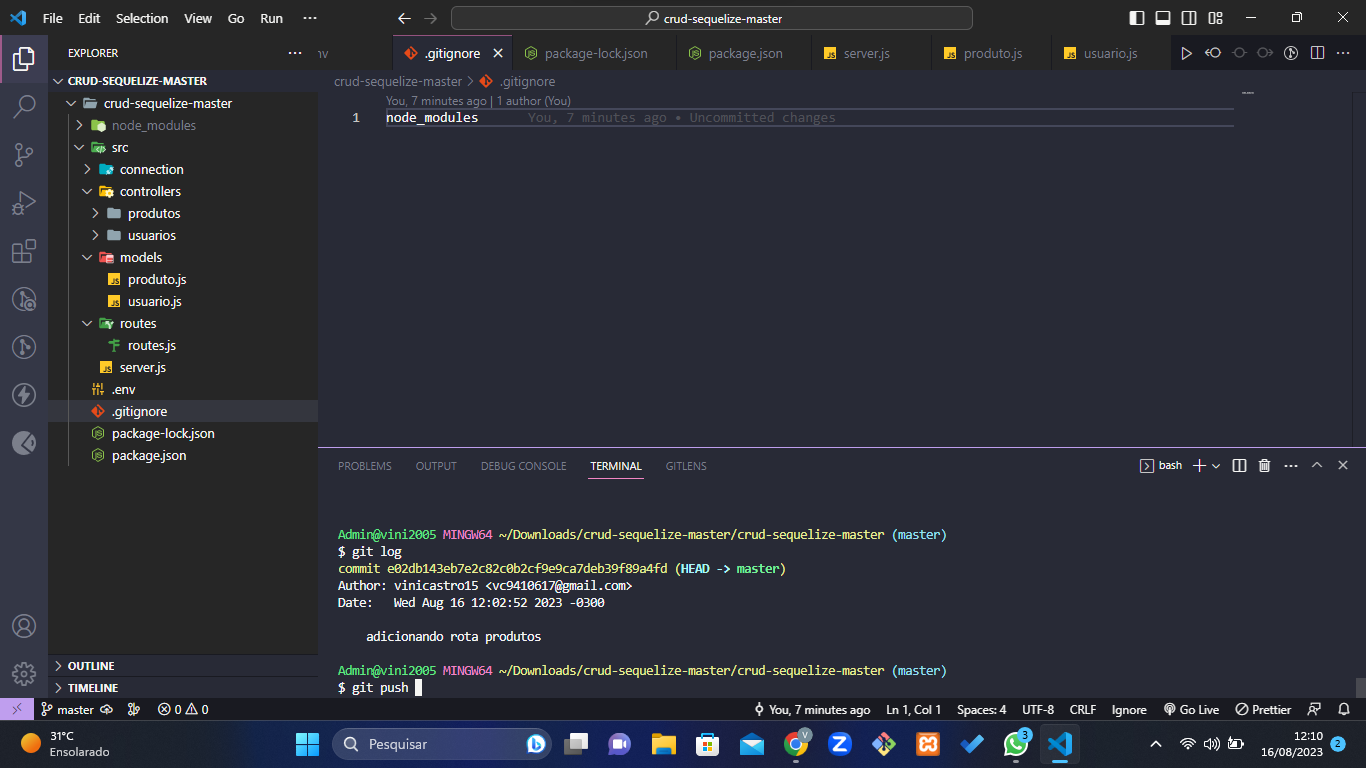 File Edit Selection View Go Run ···
crud-sequelize-master
EXPLORER ···
nv
.gitignore
package-lock.json
package.json
server.js
produto.js
usuario.js
CRUD-SEQUELIZE-MASTER
crud-sequelize-master
node_modules
src
connection
controllers
produtos
usuarios
models
produto.js
usuario.js
routes
routes.js
server.js
.env
.gitignore
package-lock.json
package.json
OUTLINE
TIMELINE
crud-sequelize-master > .gitignore
You, 7 minutes ago | 1 author (You)
1 node_modules You, 7 minutes ago • Uncommitted changes
PROBLEMS OUTPUT DEBUG CONSOLE TERMINAL GITLENS
bash
Admin@vini2005 MINGW64 ~/Downloads/crud-sequelize-master/crud-sequelize-master (master)
$ git log
commit e02db143eb7e2c82c0b2cf9e9ca7deb39f89a4fd (HEAD -> master)
Author: vinicastro15 <vc9410617@gmail.com>
Date: Wed Aug 16 12:02:52 2023 -0300
adicionando rota produtos
Admin@vini2005 MINGW64 ~/Downloads/crud-sequelize-master/crud-sequelize-master (master)
$ git push
master 0 0 You, 7 minutes ago Ln 1, Col 1 Spaces: 4 UTF-8 CRLF Ignore Go Live Prettier
31°C
Ensolarado
Pesquisar
V
3
12:10
16/08/2023
2